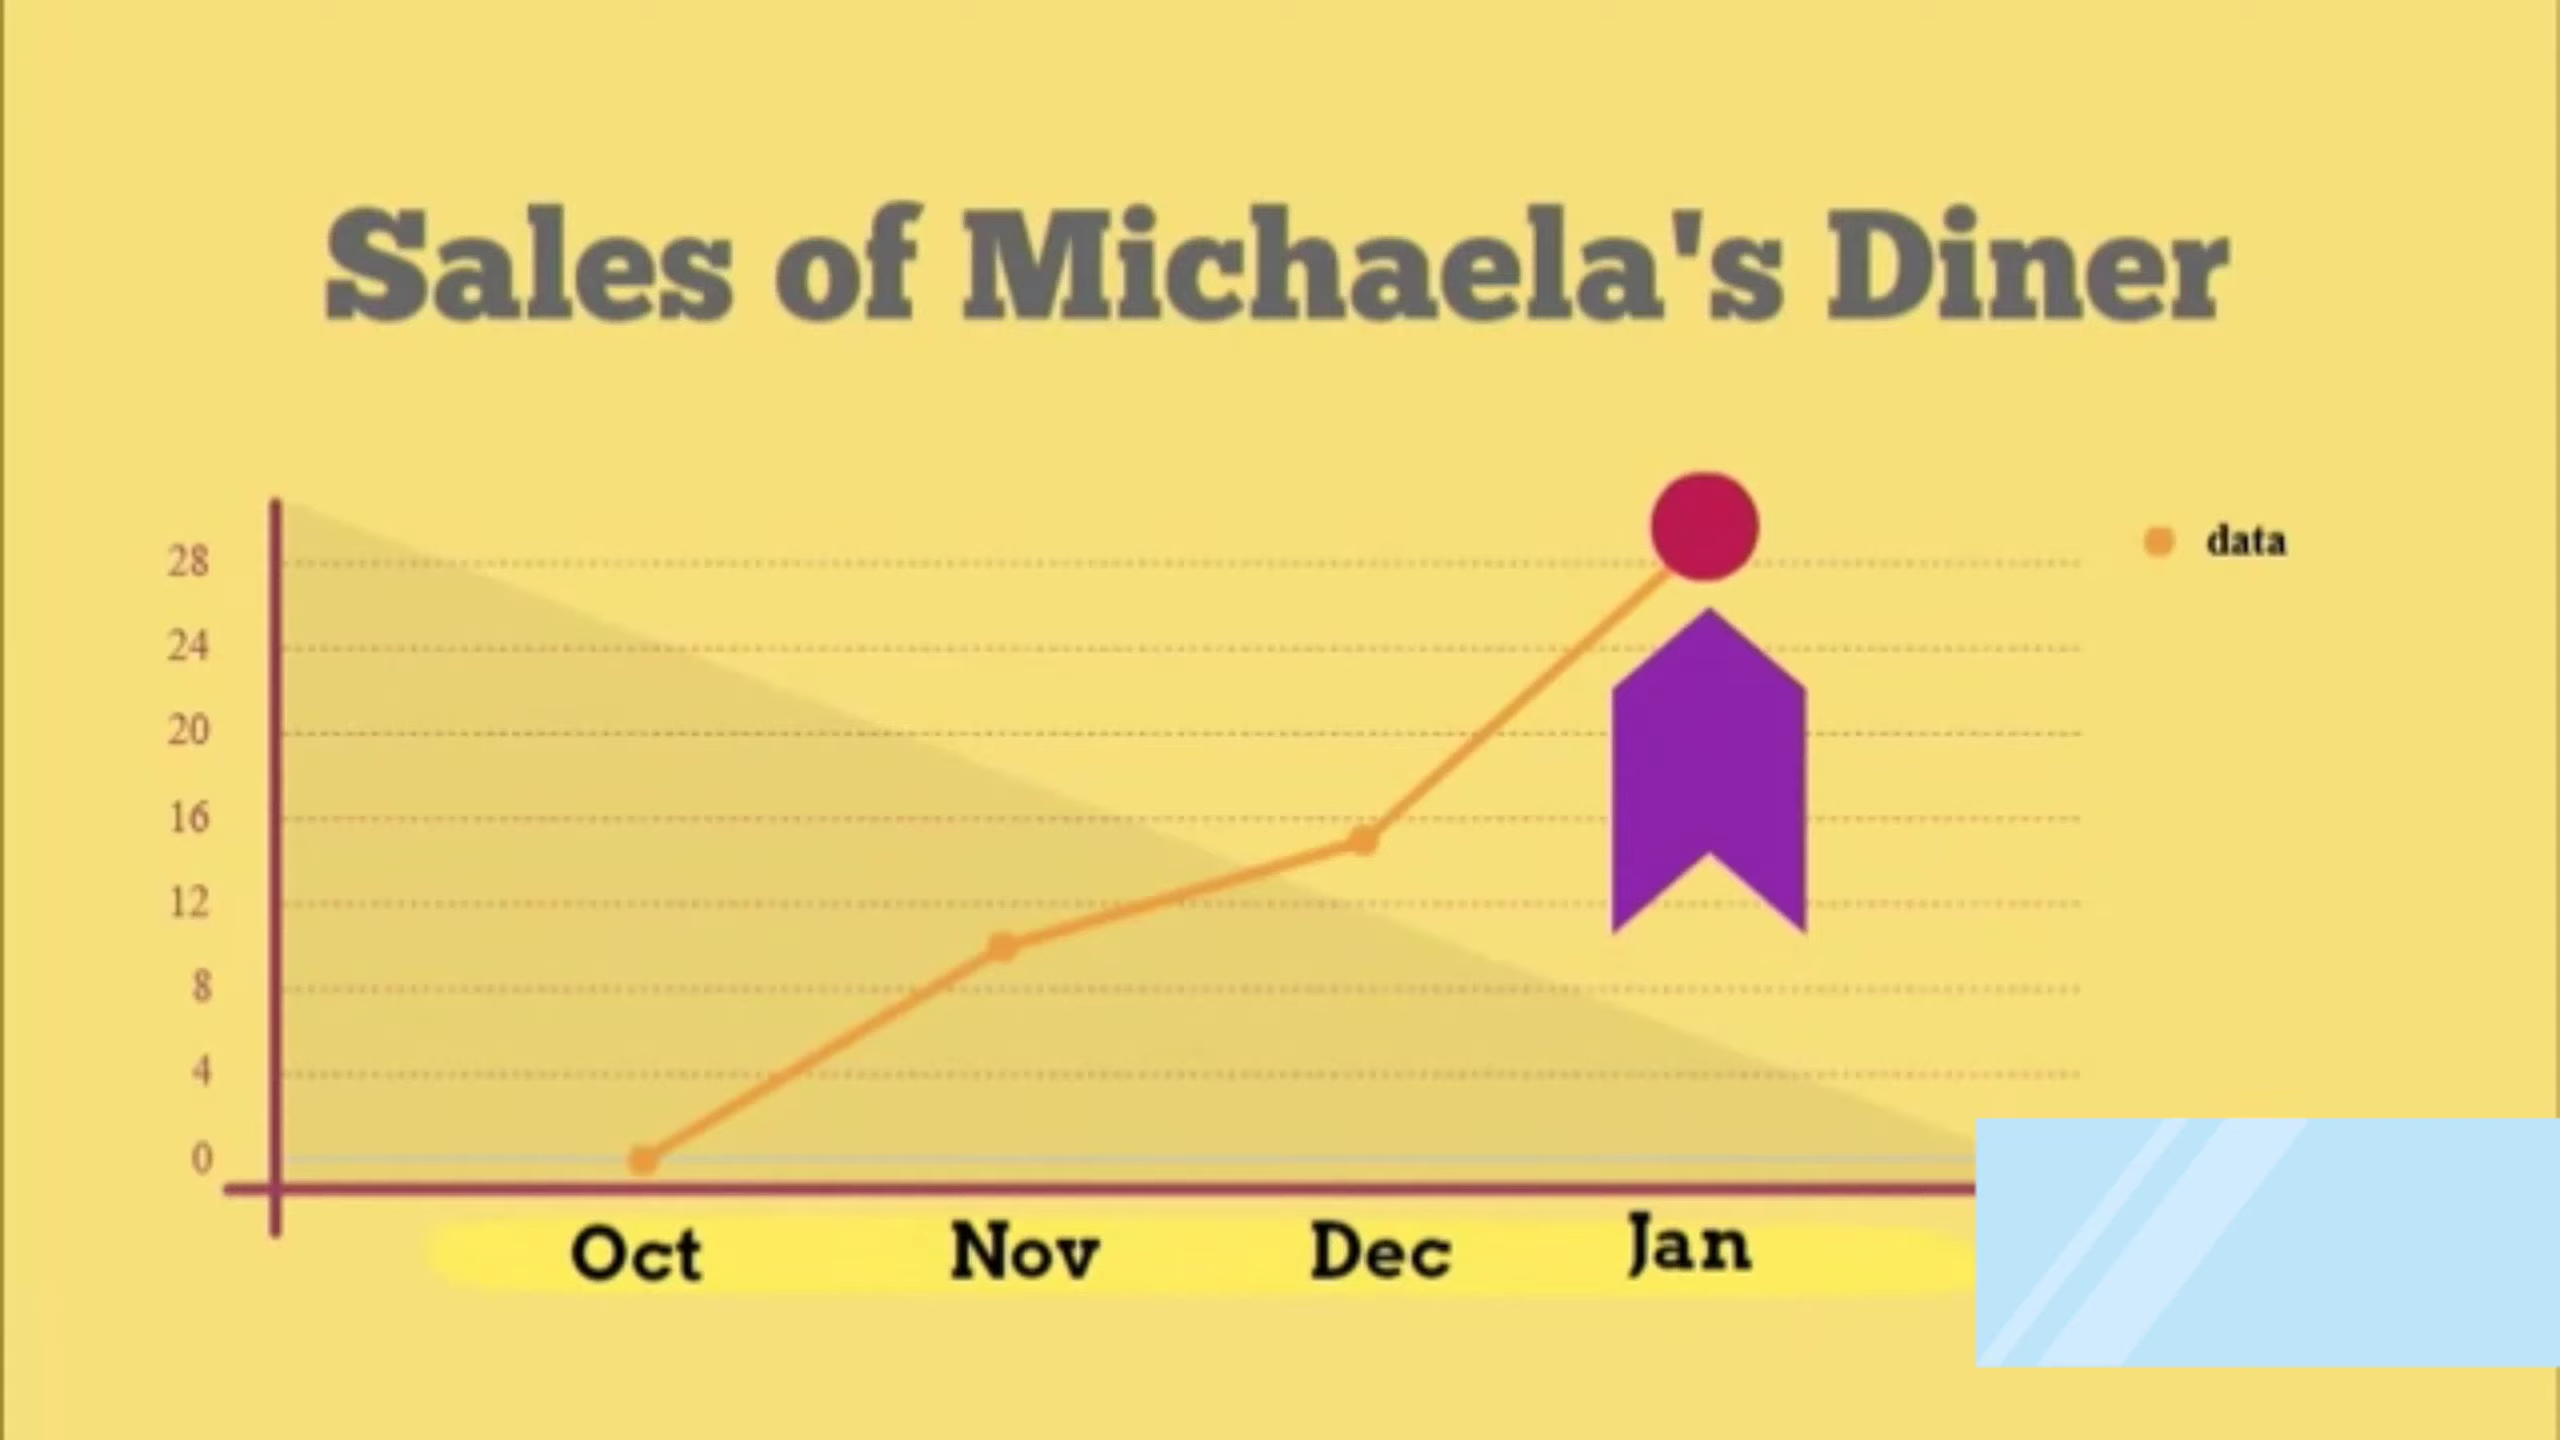 Sales of Michaela's Diner
28
24
20
16
12
8
4
0
data
Oct Nov Dec Jan